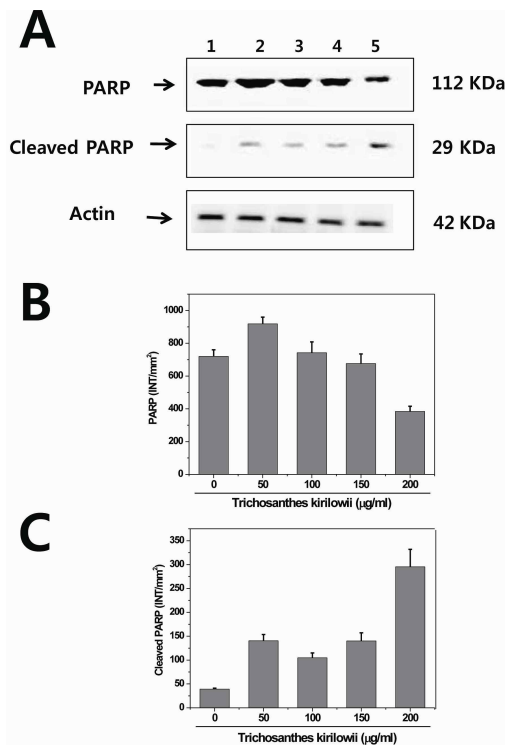 A
1 2 3 4 5
PARP
112 KDa
Cleaved PARP
29 KDa
Actin
42 KDa
B
PARP (INT/mm²)
1000
800
600
400
200
0
0 50 100 150 200
Trichosanthes kirilowii (μg/ml)
C
Cleaved PARP (INT/mm²)
350
300
250
200
150
100
50
0
0 50 100 150 200
Trichosanthes kirilowii (μg/ml)